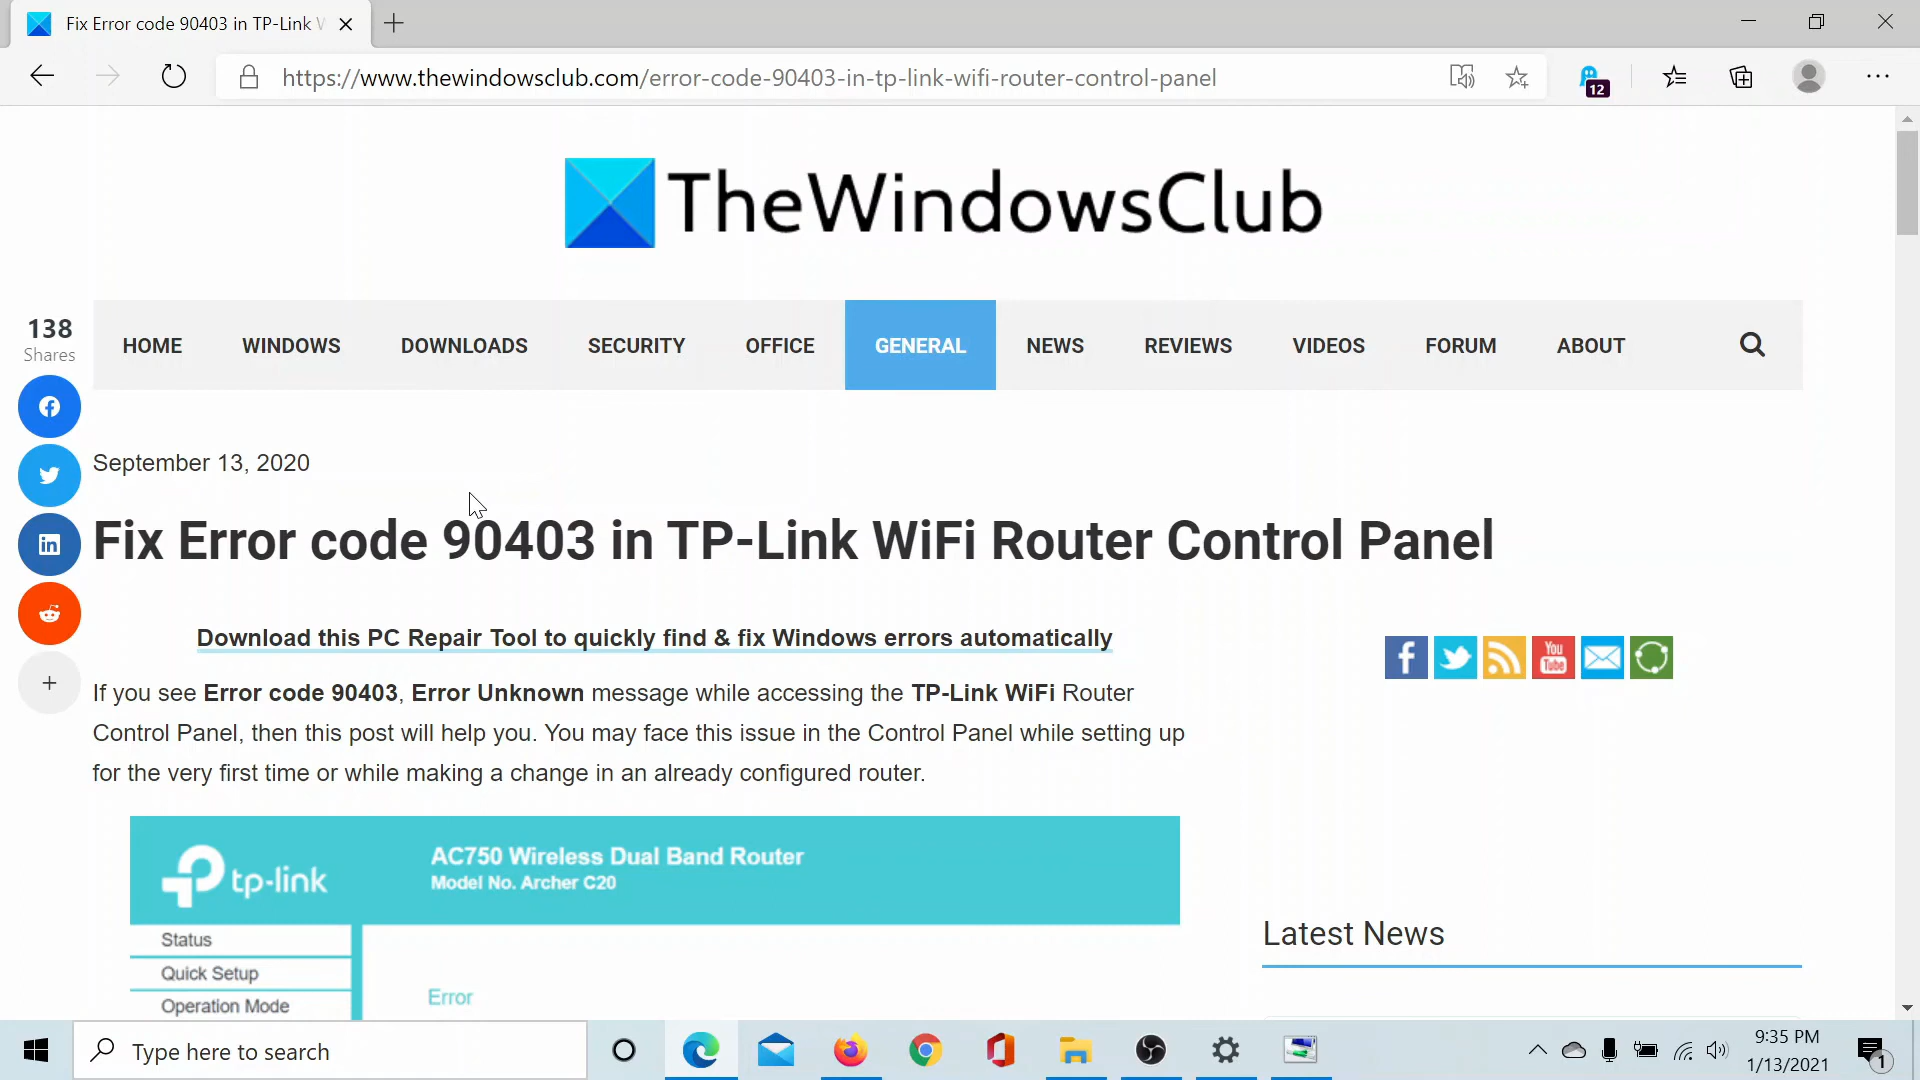 Fix Error code 90403 in TP-Link W
https://www.thewindowsclub.com/error-code-90403-in-tp-link-wifi-router-control-panel
12
TheWindowsClub
138
Shares
HOME WINDOWS DOWNLOADS SECURITY OFFICE GENERAL NEWS REVIEWS VIDEOS FORUM ABOUT
September 13, 2020
Fix Error code 90403 in TP-Link WiFi Router Control Panel
Download this PC Repair Tool to quickly find & fix Windows errors automatically
If you see Error code 90403, Error Unknown message while accessing the TP-Link WiFi Router
Control Panel, then this post will help you. You may face this issue in the Control Panel while setting up
for the very first time or while making a change in an already configured router.
You
Tube
tp-link
AC750 Wireless Dual Band Router
Model No. Archer C20
Status
Quick Setup
Operation Mode
Error
Latest News
Type here to search
9:35 PM
1/13/2021
1